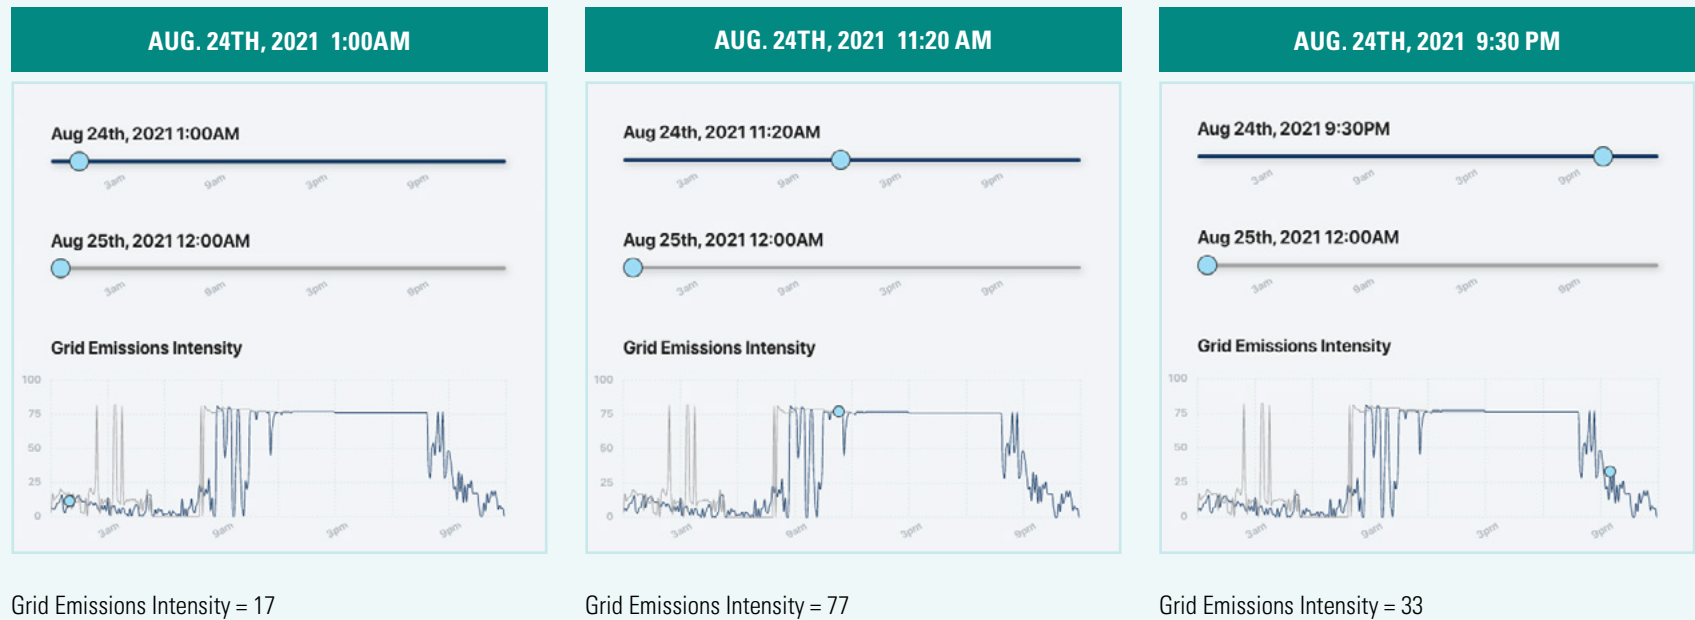 AUG. 24TH, 2021 1:00AM
Aug 24th, 2021 1:00AM
3am 9am 3pm 9pm
Aug 25th, 2021 12:00AM
3am 9am 3pm 9pm
Grid Emissions Intensity
100
75
50
25
0
3am 9am 3pm 9pm
Grid Emissions Intensity = 17
AUG. 24TH, 2021 11:20 AM
Aug 24th, 2021 11:20AM
3am 9am 3pm 9pm
Aug 25th, 2021 12:00AM
3am 9am 3pm 9pm
Grid Emissions Intensity
100
75
50
25
0
3am 9am 3pm 9pm
Grid Emissions Intensity = 77
AUG. 24TH, 2021 9:30 PM
Aug 24th, 2021 9:30PM
3am 9am 3pm 9pm
Aug 25th, 2021 12:00AM
3am 9am 3pm 9pm
Grid Emissions Intensity
100
75
50
25
0
3am 9am 3pm 9pm
Grid Emissions Intensity = 33